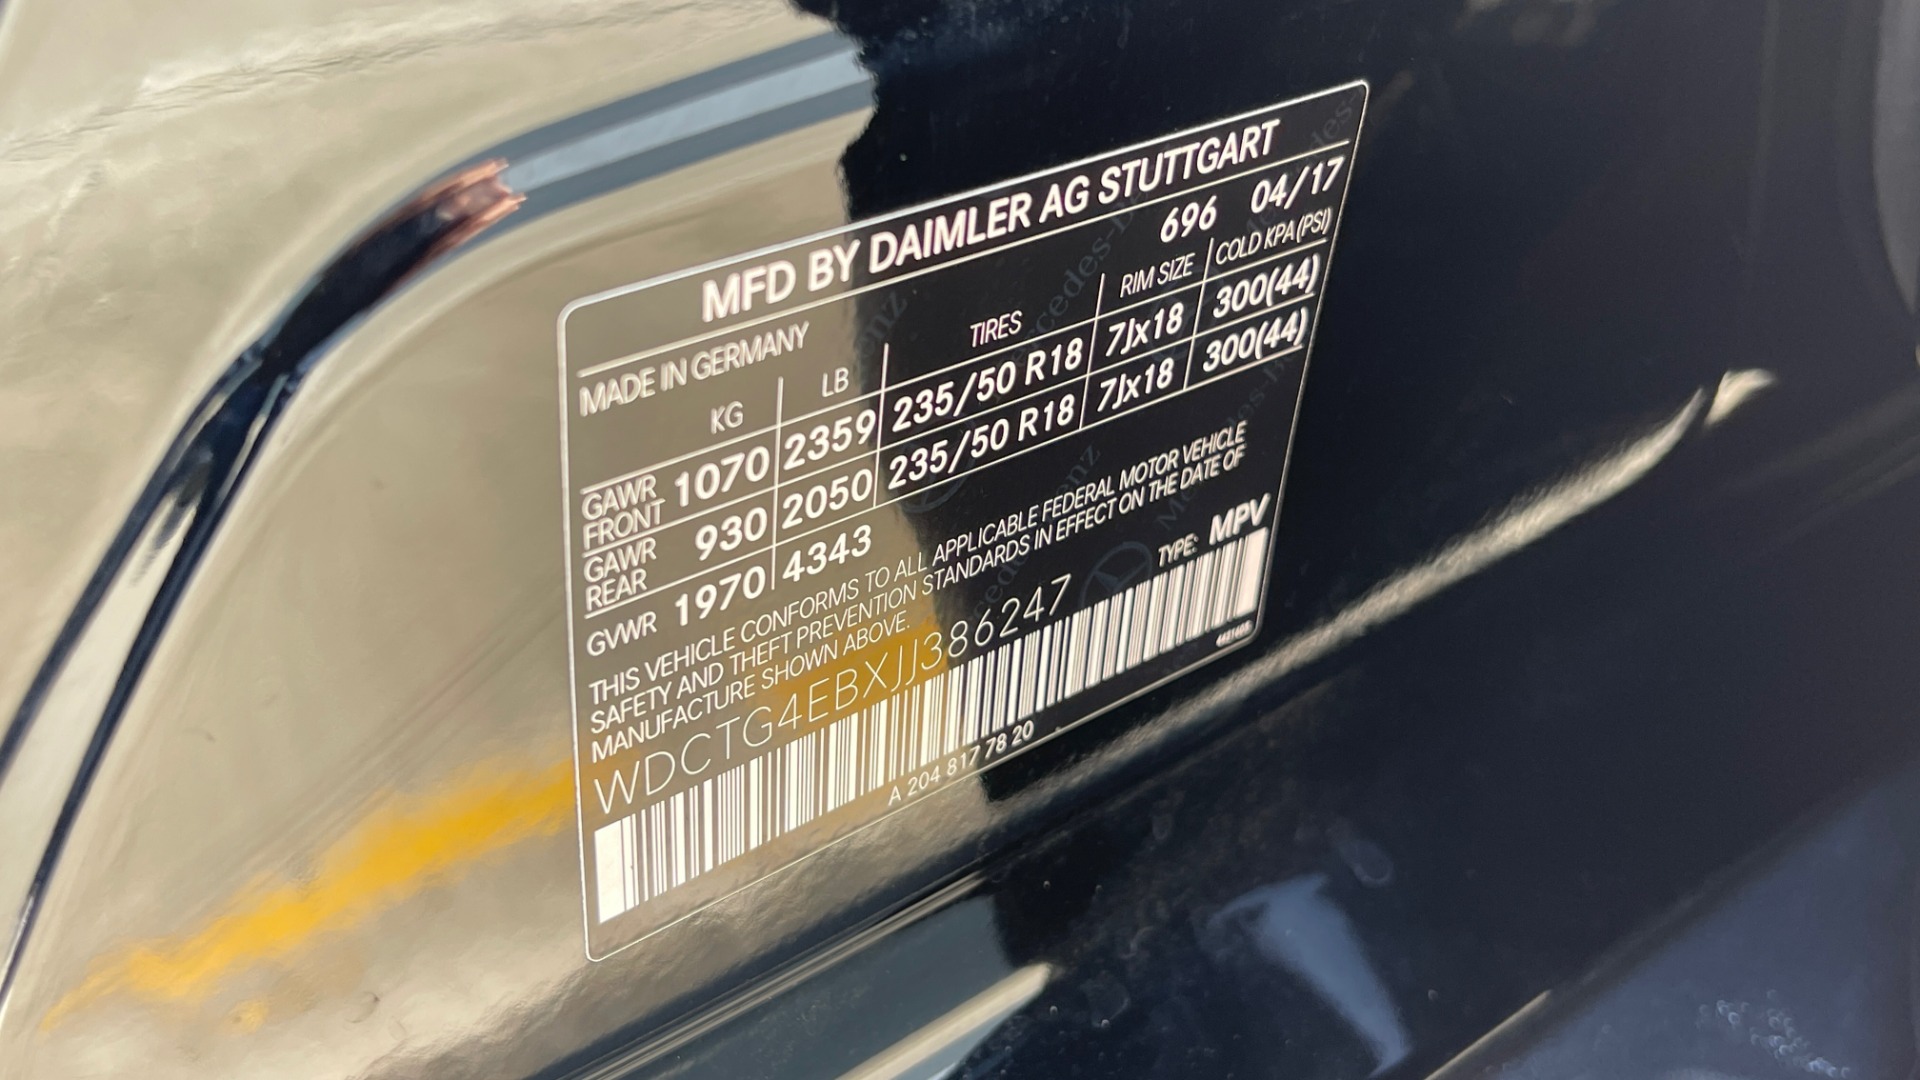 MFD BY DAIMLER AG STUTTGART
MADE IN GERMANY 696 04/17
KG LB TIRES RIM SIZE COLD KPA(PSI)
GAWR FRONT 1070 2359 235/50 R18 7Jx18 300(44)
GAWR REAR 930 2050 235/50 R18 7Jx18 300(44)
GVWR 1970 4343
THIS VEHICLE CONFORMS TO ALL APPLICABLE FEDERAL MOTOR VEHICLE
SAFETY AND THEFT PREVENTION STANDARDS IN EFFECT ON THE DATE OF
MANUFACTURE SHOWN ABOVE. TYPE: MPV
WDCTG4EBXJJ386247
A 204 817 78 20